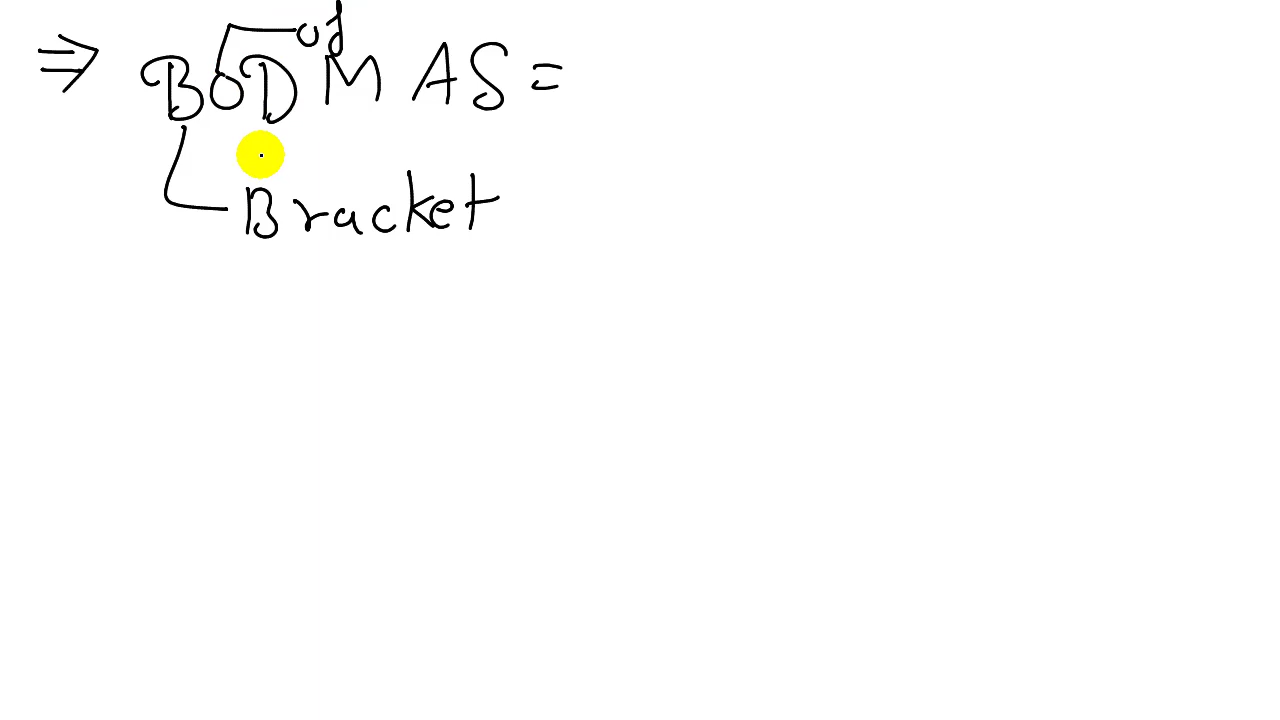 of
⇒ BODMAS =
Bracket